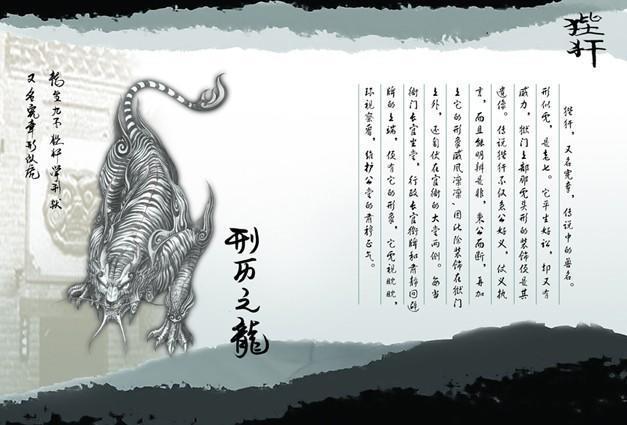 狴犴
狴犴，又名宪章，传说中的兽名。
形似虎，是老七。它平生好讼，却又有
威力，狱门上部那虎头形的装饰便是其
遗像。传说狴犴不仅急公好义，仗义执
言，而且能明辨是非，秉公而断，再加
上它的形象威风凛凛，因此除装饰在狱门
上外，还匐伏在官衙的大堂两侧。每当
衙门长官坐堂，行政长官衔牌和肃静回避
牌的上端，便有它的形象，它虎视眈眈，
环视察看，维护公堂的肃穆正气。
刑历之龍
龙生九子狴犴掌刑狱
又名宪章形似虎